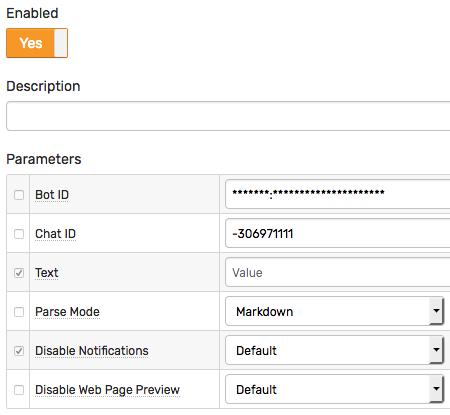 Enabled
Yes
Description
Parameters
Bot ID *******:**********************
Chat ID -306971111
Text Value
Parse Mode Markdown
Disable Notifications Default
Disable Web Page Preview Default